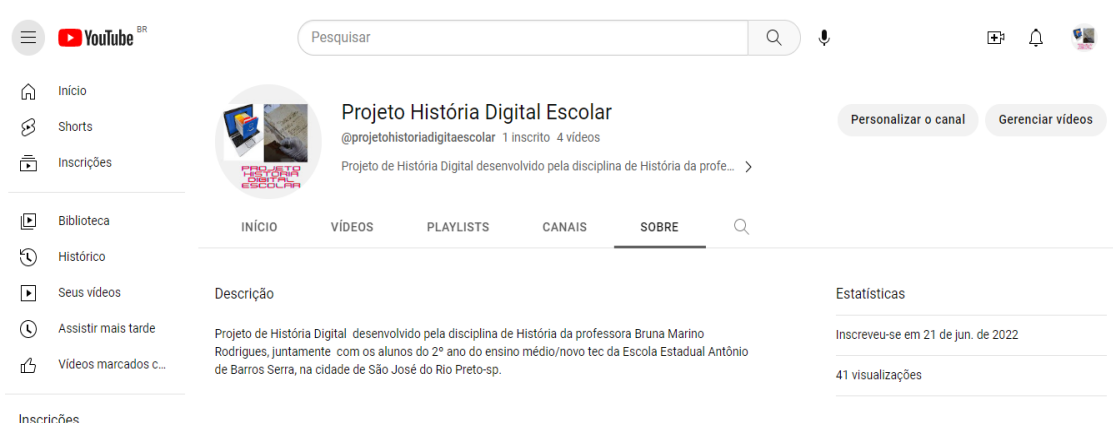 YouTube BR
Pesquisar
Início
Shorts
Inscrições
Biblioteca
Histórico
Seus vídeos
Assistir mais tarde
Vídeos marcados c...
Inscrições
PROJETO
HISTÓRIA
DIGITAL
ESCOLAR
Projeto História Digital Escolar
@projetohistoriadigitaescolar 1 inscrito 4 vídeos
Projeto de História Digital desenvolvido pela disciplina de História da profe...
Personalizar o canal
Gerenciar vídeos
INÍCIO VÍDEOS PLAYLISTS CANAIS SOBRE
Descrição
Projeto de História Digital desenvolvido pela disciplina de História da professora Bruna Marino
Rodrigues, juntamente com os alunos do 2º ano do ensino médio/novo tec da Escola Estadual Antônio
de Barros Serra, na cidade de São José do Rio Preto-sp.
Estatísticas
Inscreveu-se em 21 de jun. de 2022
41 visualizações